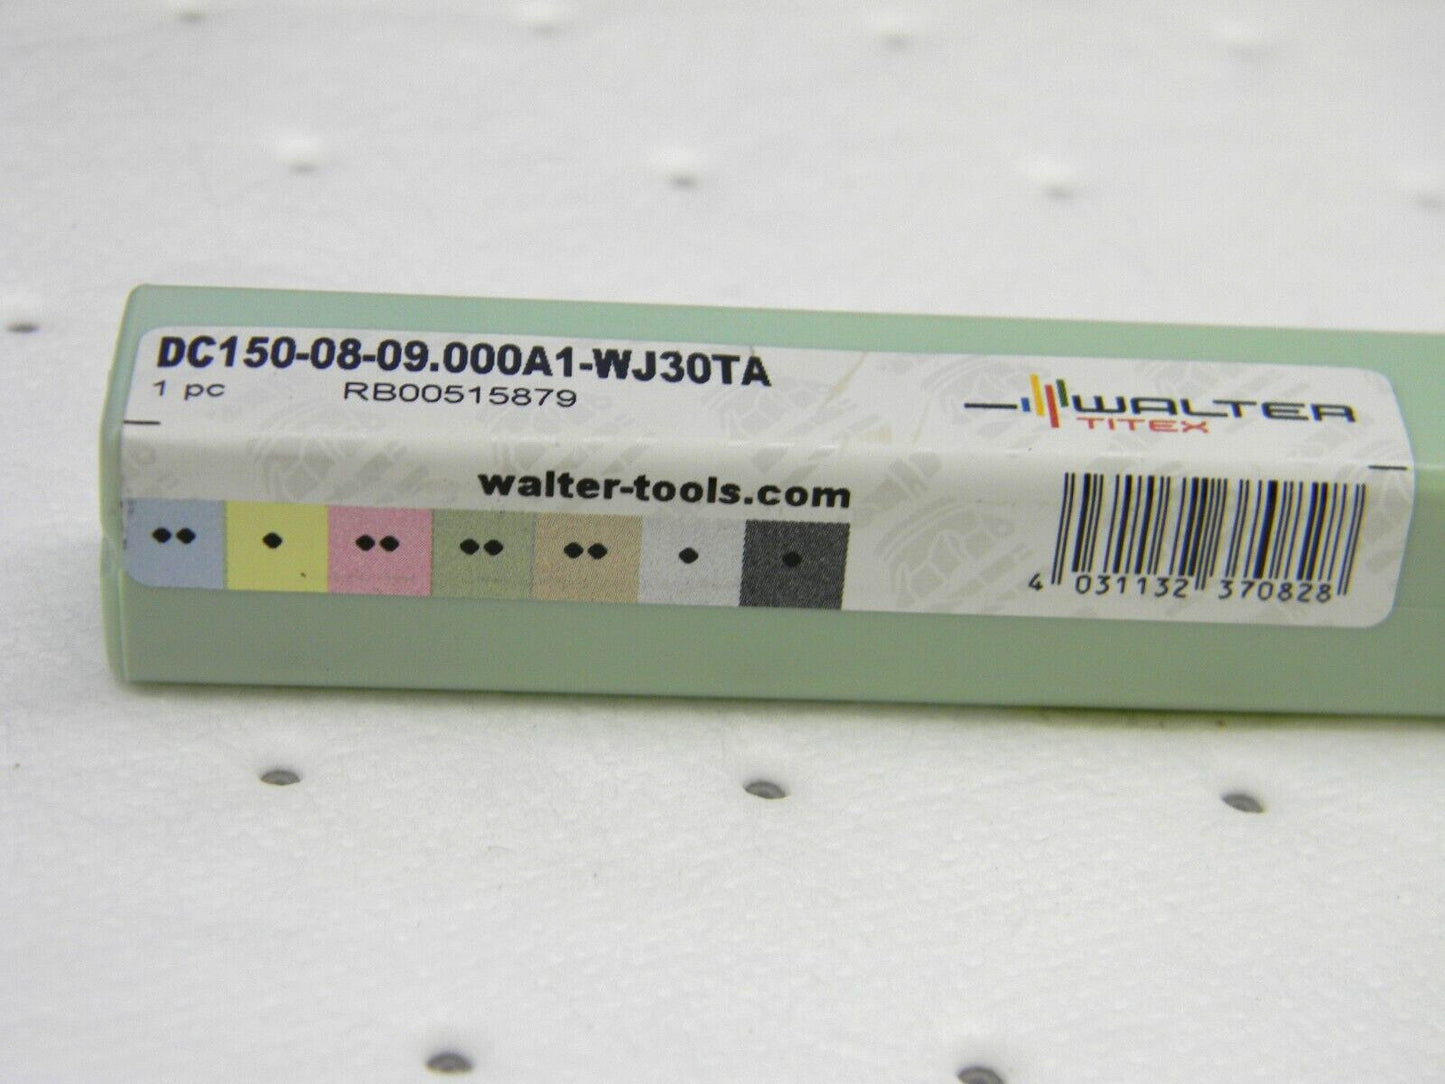 DC150-08-09.000A1-WJ30TA
1 pc RB00515879
WALTER
TITEX
walter-tools.com
4 031132 370828